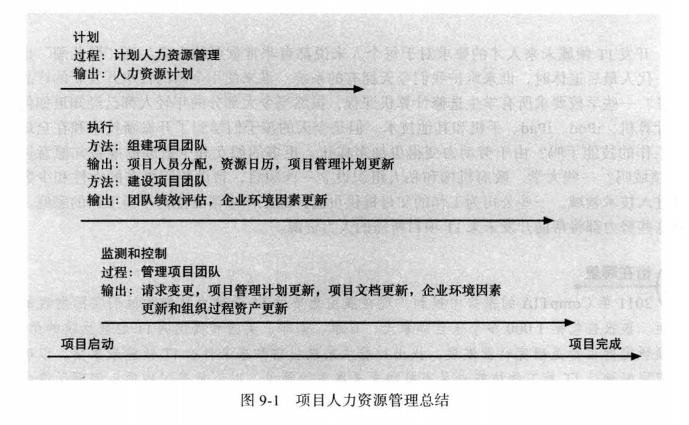 计划
过程：计划人力资源管理
输出：人力资源计划
执行
方法：组建项目团队
输出：项目人员分配，资源日历，项目管理计划更新
方法：建设项目团队
输出：团队绩效评估，企业环境因素更新
监测和控制
过程：管理项目团队
输出：请求变更，项目管理计划更新，项目文档更新，企业环境因素
更新和组织过程资产更新
项目启动 项目完成
图 9-1 项目人力资源管理总结